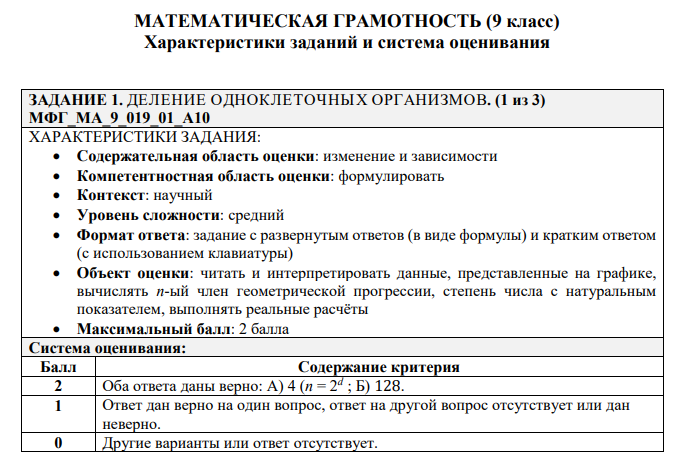 МАТЕМАТИЧЕСКАЯ ГРАМОТНОСТЬ (9 класс)
Характеристики заданий и система оценивания
ЗАДАНИЕ 1. ДЕЛЕНИЕ ОДНОКЛЕТОЧНЫХ ОРГАНИЗМОВ. (1 из 3)
МФГ_МА_9_019_01_А10
ХАРАКТЕРИСТИКИ ЗАДАНИЯ:
• Содержательная область оценки: изменение и зависимости
• Компетентностная область оценки: формулировать
• Контекст: научный
• Уровень сложности: средний
• Формат ответа: задание с развернутым ответов (в виде формулы) и кратким ответом
(с использованием клавиатуры)
• Объект оценки: читать и интерпретировать данные, представленные на графике,
вычислять n-ый член геометрической прогрессии, степень числа с натуральным
показателем, выполнять реальные расчёты
• Максимальный балл: 2 балла
Система оценивания:
Балл Содержание критерия
2 Оба ответа даны верно: А) 4 (n = 2ᵈ ; Б) 128.
1 Ответ дан верно на один вопрос, ответ на другой вопрос отсутствует или дан
неверно.
0 Другие варианты или ответ отсутствует.